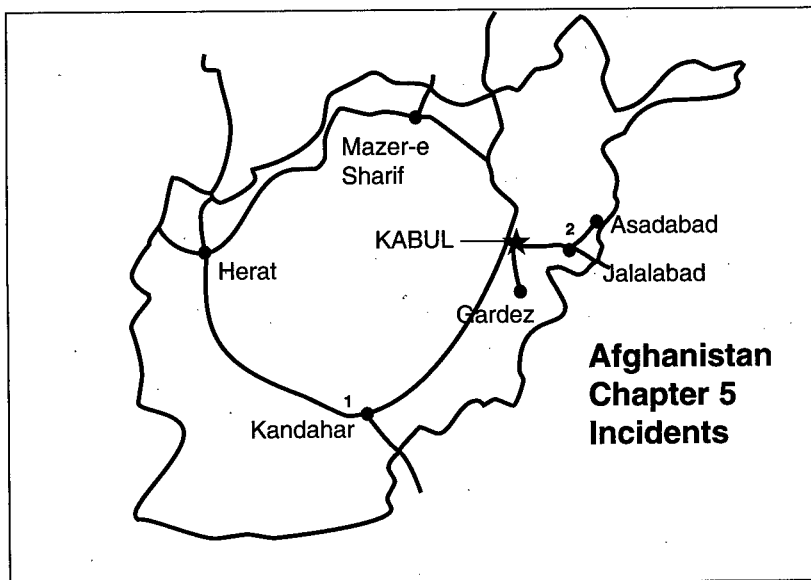 Mazer-e
Sharif
KABUL
2
Asadabad
Herat
Jalalabad
Gardez
Afghanistan
Chapter 5
Incidents
1
Kandahar